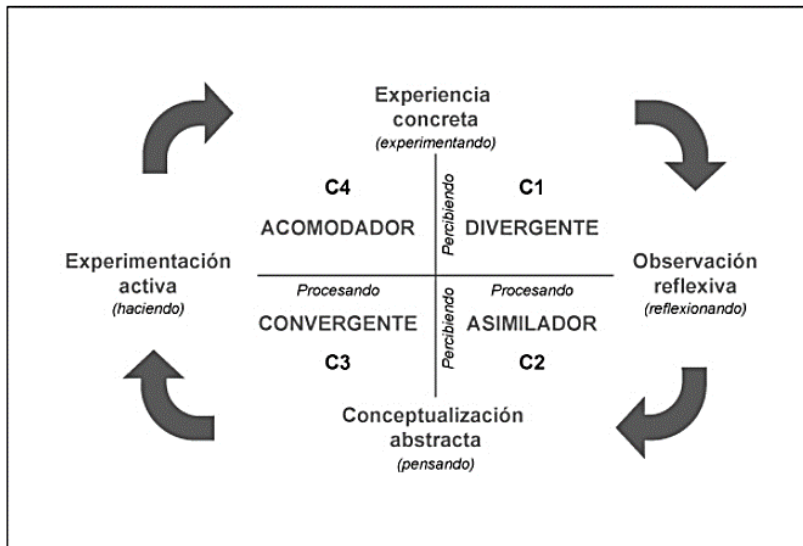 Experiencia
concreta
(experimentando)
C4
C1
Percibiendo
ACOMODADOR
DIVERGENTE
Experimentación
activa
(haciendo)
Observación
reflexiva
(reflexionando)
Procesando
Procesando
Percibiendo
CONVERGENTE
ASIMILADOR
C3
C2
Conceptualización
abstracta
(pensando)